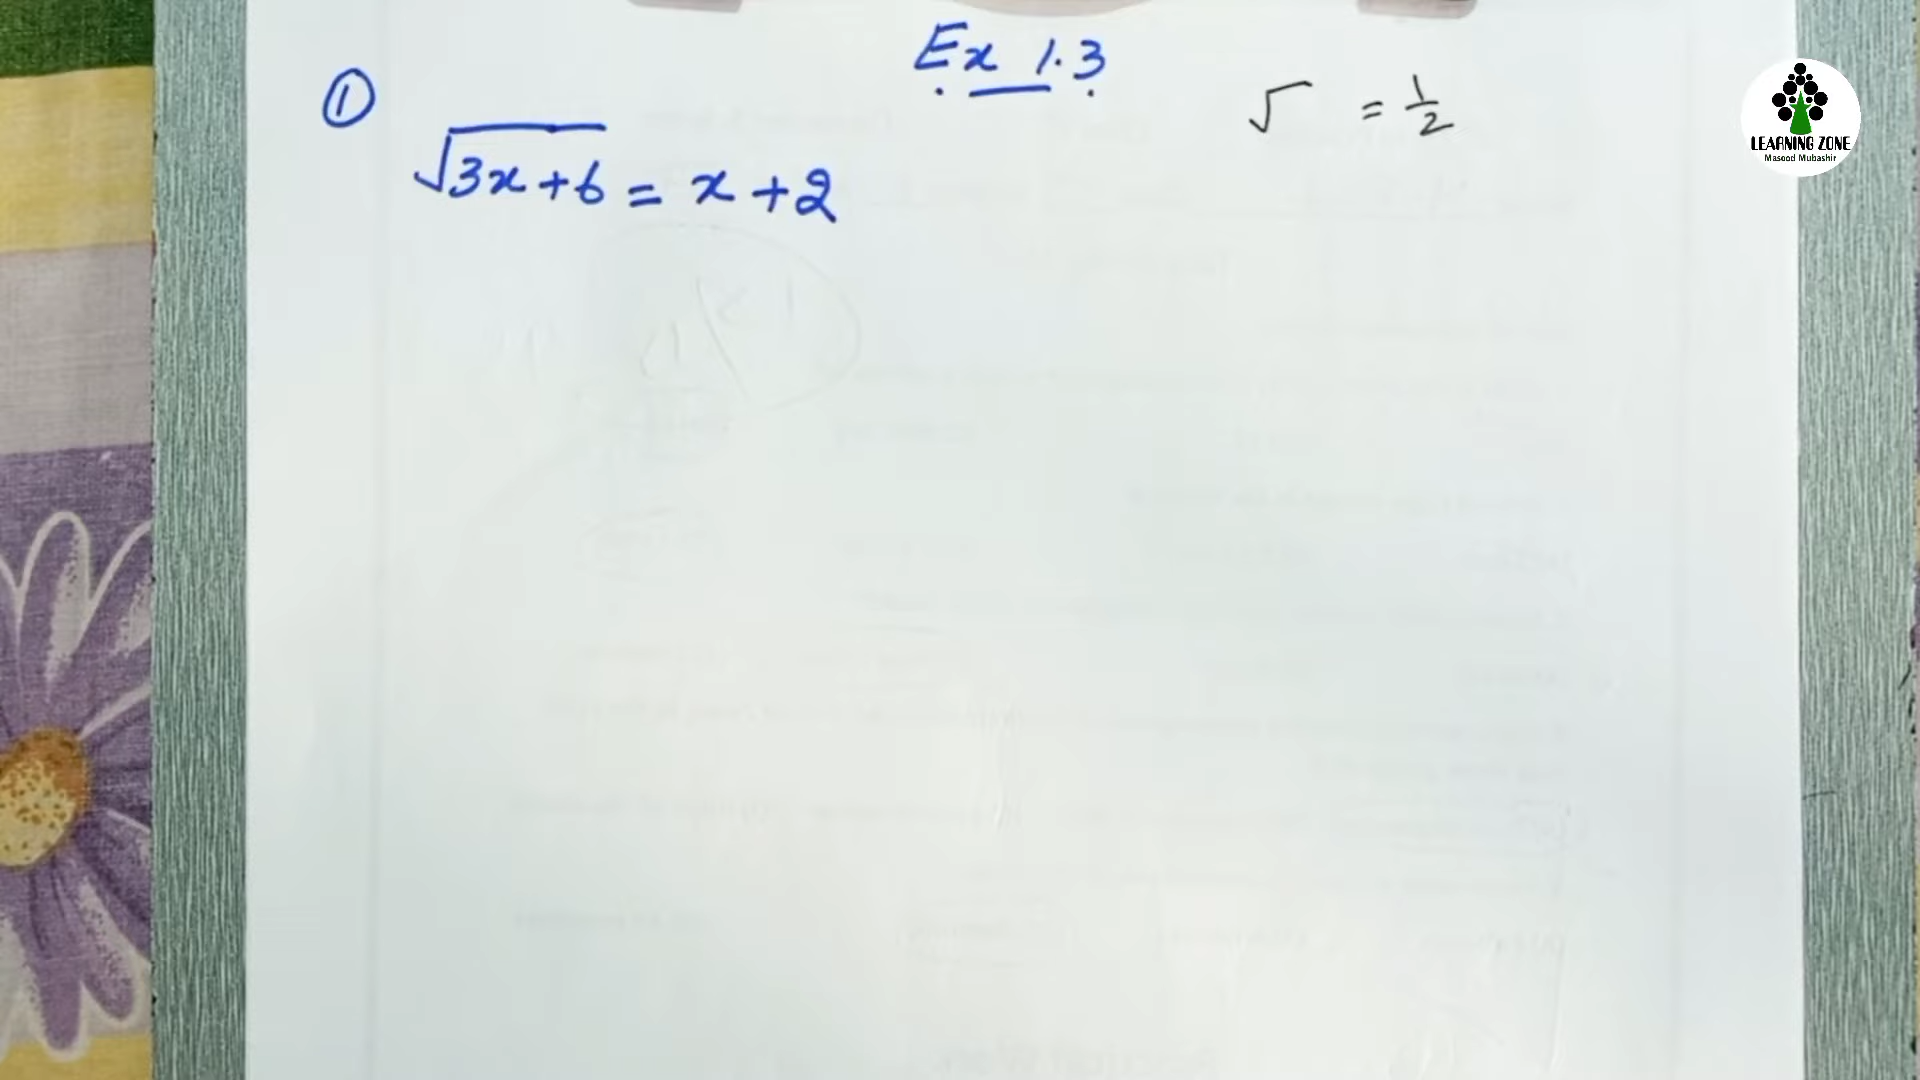 Ex 1.3
①
√ = 1/2
√3x+6 = x+2
LEARNING ZONE
Masood Mubashir